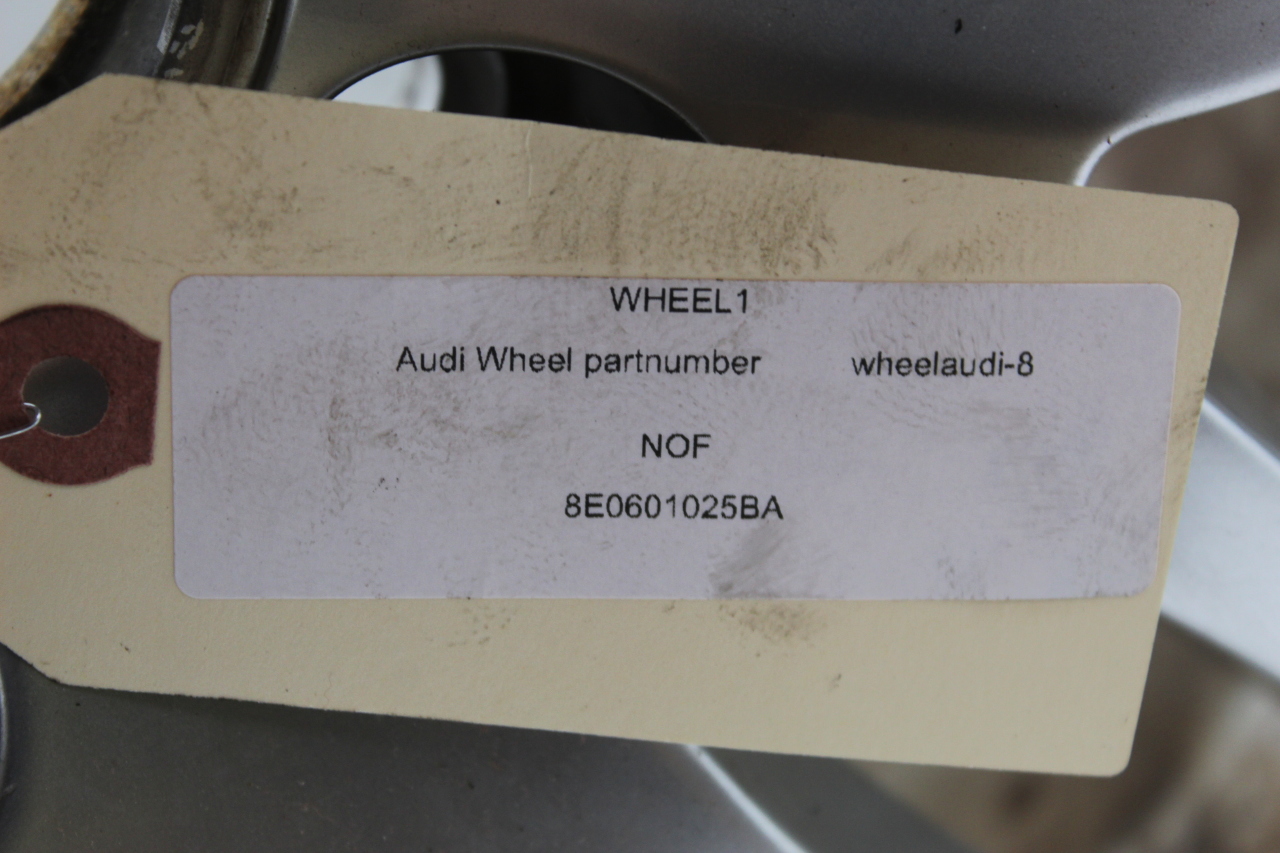 WHEEL1
Audi Wheel partnumber wheelaudi-8
NOF
8E0601025BA